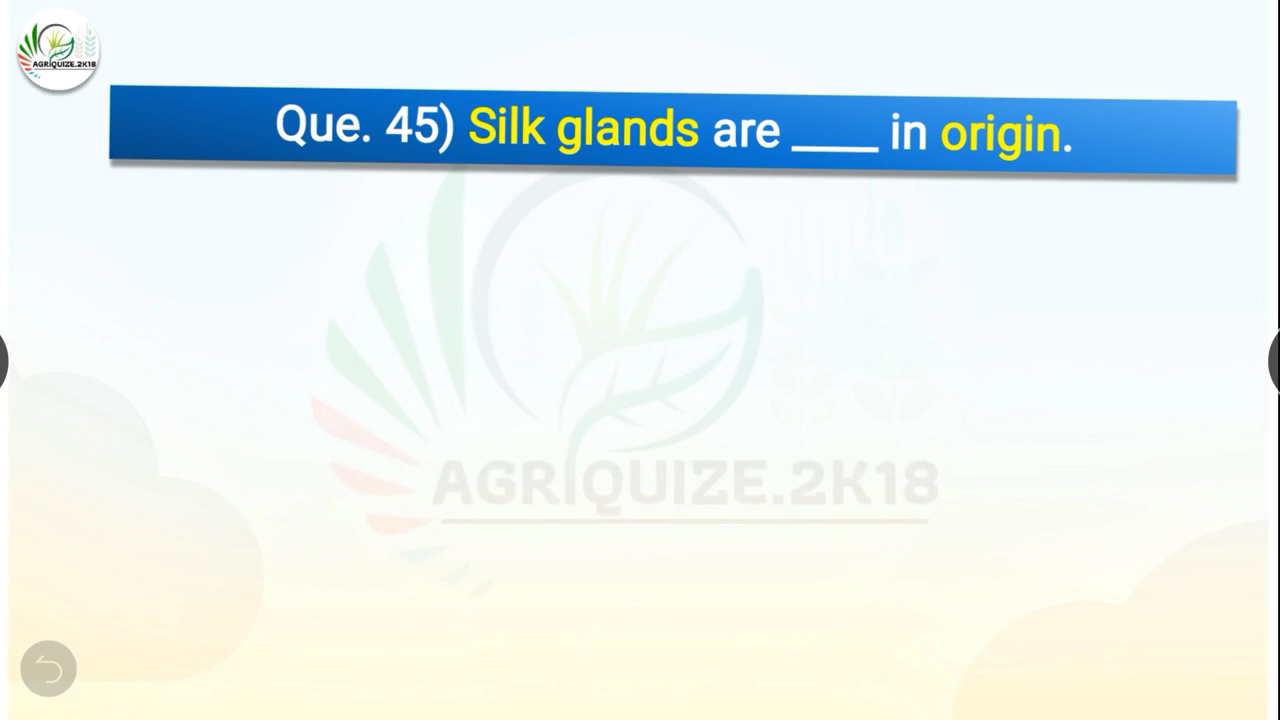 AGRIQUIZE.2K18
Que. 45) Silk glands are ____ in origin.
AGRIQUIZE.2K18